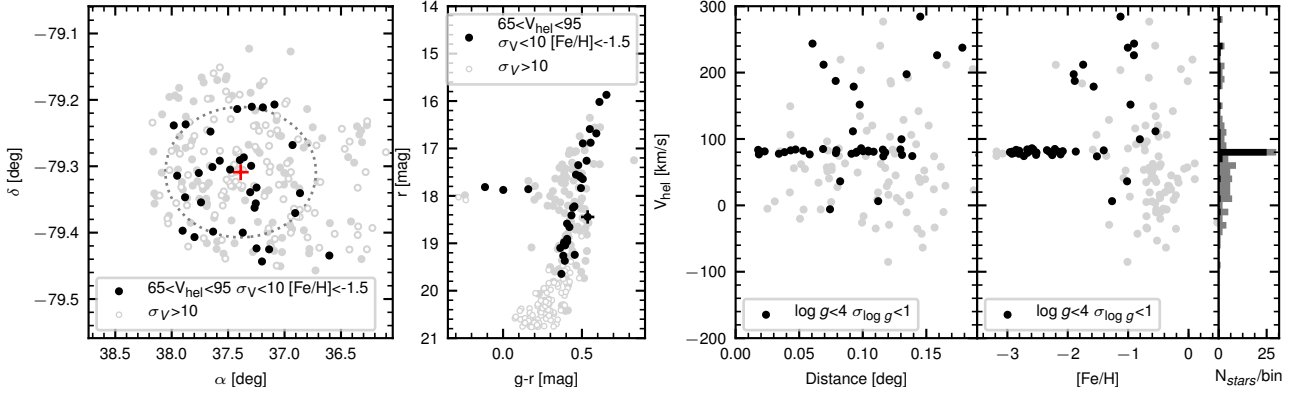 −79.1
−79.2
−79.3
−79.4
−79.5
δ [deg]
38.5 38.0 37.5 37.0 36.5
α [deg]
65<V_hel<95 σ_V<10 [Fe/H]<-1.5
σ_V>10
14
15
16
17
18
19
20
21
r [mag]
0.0 0.5
g-r [mag]
65<V_hel<95
σ_V<10 [Fe/H]<-1.5
σ_V>10
300
200
100
0
−100
−200
V_hel [km/s]
0.00 0.05 0.10 0.15
Distance [deg]
log g<4 σ_log g<1
−3 −2 −1 0
[Fe/H]
log g<4 σ_log g<1
0 25
N_stars/bin